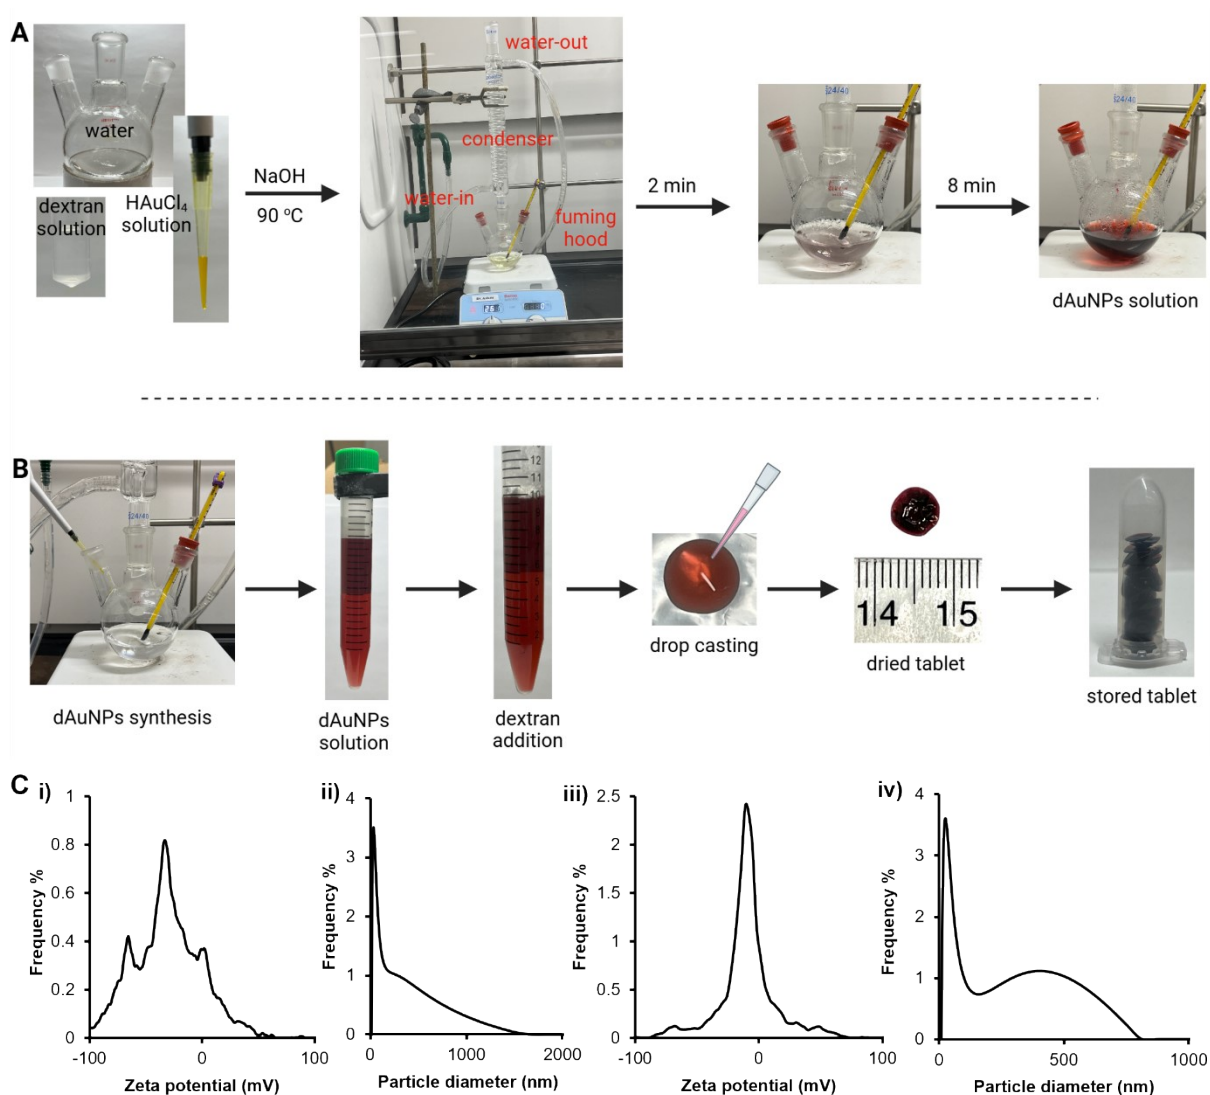 A
water
dextran
solution
HAuCl₄
solution
NaOH
90 ºC
water-out
condenser
water-in
fuming
hood
2 min
24/40
8 min
24/40
dAuNPs solution
B
24/40
dAuNPs synthesis
dAuNPs
solution
12
11
10
dextran
addition
drop casting
14 15
dried tablet
stored tablet
C
i)
1
0.8
0.6
0.4
0.2
0
Frequency %
-100 0 100
Zeta potential (mV)
ii)
4
3
2
1
0
Frequency %
0 1000 2000
Particle diameter (nm)
iii)
2.5
2
1.5
1
0.5
0
Frequency %
-100 0 100
Zeta potential (mV)
iv)
4
3
2
1
0
Frequency %
0 500 1000
Particle diameter (nm)